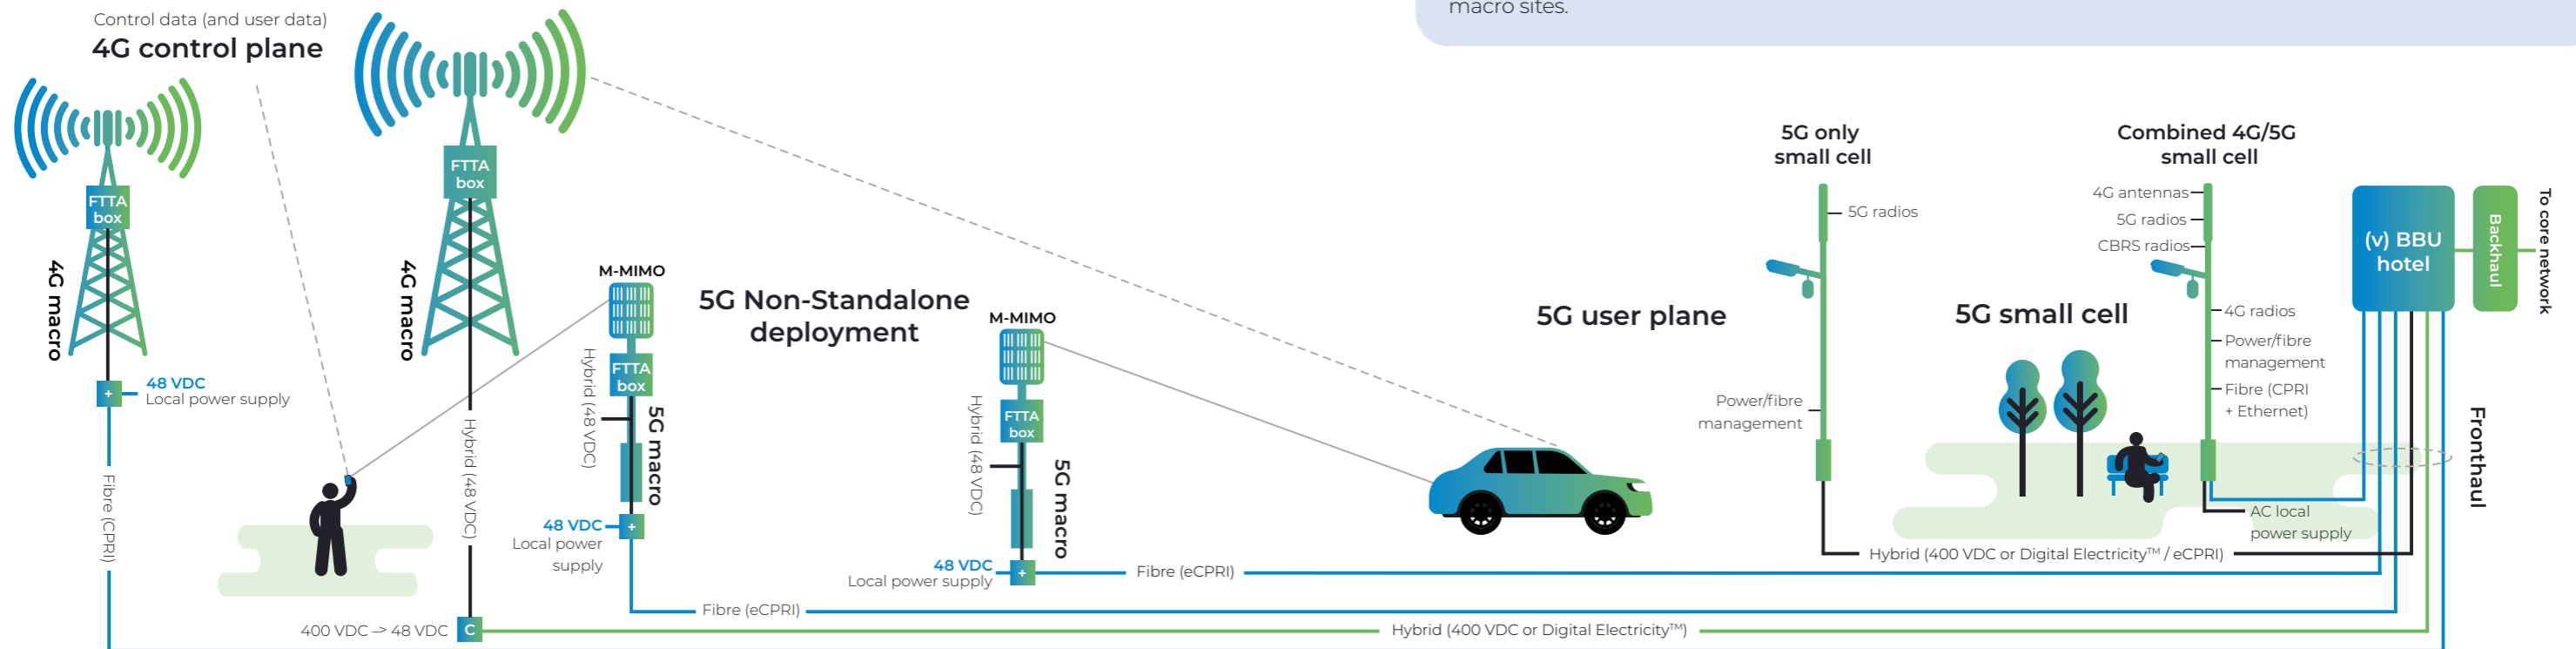 macro sites.
Control data (and user data)
4G control plane
FTTA
box
4G macro
48 VDC
Local power supply
Fibre (CPRI)
FTTA
box
4G macro
Hybrid (48 VDC)
400 VDC –> 48 VDC
C
M-MIMO
FTTA
box
Hybrid (48 VDC)
5G macro
48 VDC
Local power
supply
Fibre (eCPRI)
5G Non-Standalone
deployment
M-MIMO
FTTA
box
Hybrid (48 VDC)
5G macro
48 VDC
Local power supply
Fibre (eCPRI)
Hybrid (400 VDC or Digital Electricity™)
5G user plane
5G only
small cell
5G radios
Power/fibre
management
Hybrid (400 VDC or Digital Electricity™ / eCPRI)
5G small cell
Combined 4G/5G
small cell
4G antennas
5G radios
CBRS radios
4G radios
Power/fibre
management
Fibre (CPRI
+ Ethernet)
AC local
power supply
(v) BBU
hotel
Backhaul
To core network
Fronthaul